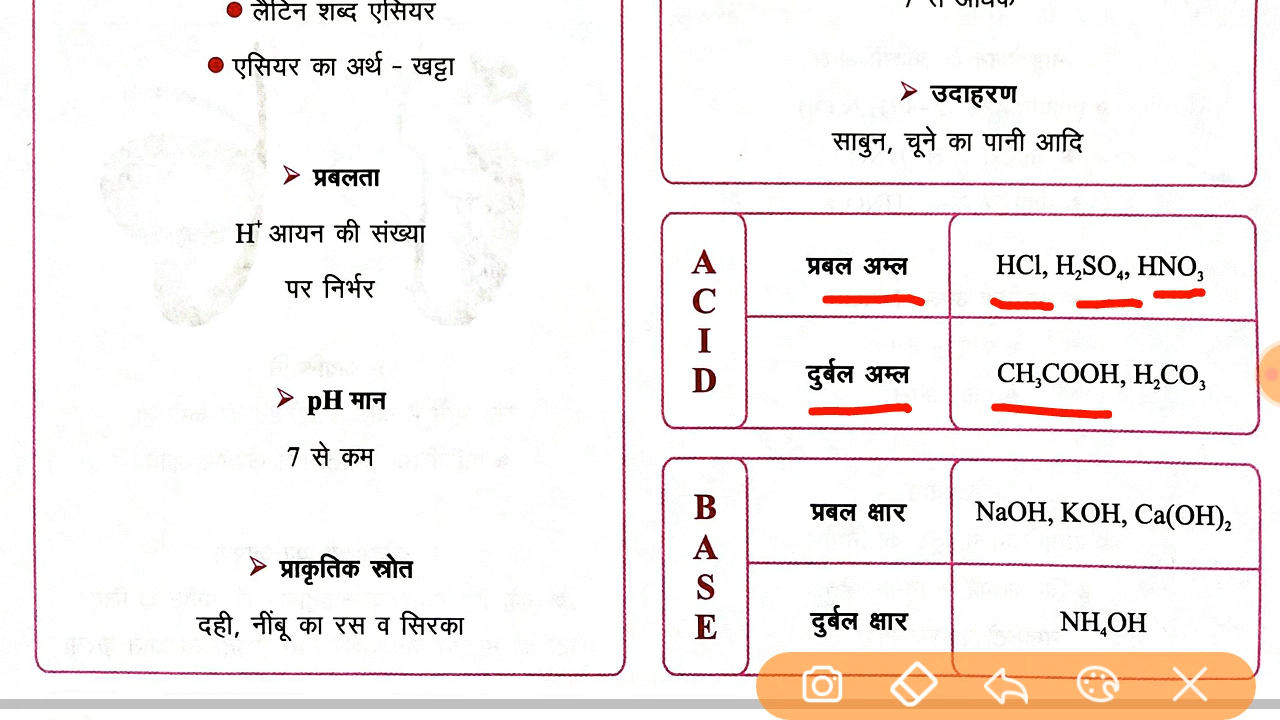 लैटिन शब्द एसियर
एसियर का अर्थ - खट्टा
प्रबलता
H⁺ आयन की संख्या
पर निर्भर
pH मान
7 से कम
प्राकृतिक स्रोत
दही, नींबू का रस व सिरका
7 से अधिक
उदाहरण
साबुन, चूने का पानी आदि
ACID
प्रबल अम्ल
HCl, H₂SO₄, HNO₃
दुर्बल अम्ल
CH₃COOH, H₂CO₃
BASE
प्रबल क्षार
NaOH, KOH, Ca(OH)₂
दुर्बल क्षार
NH₄OH